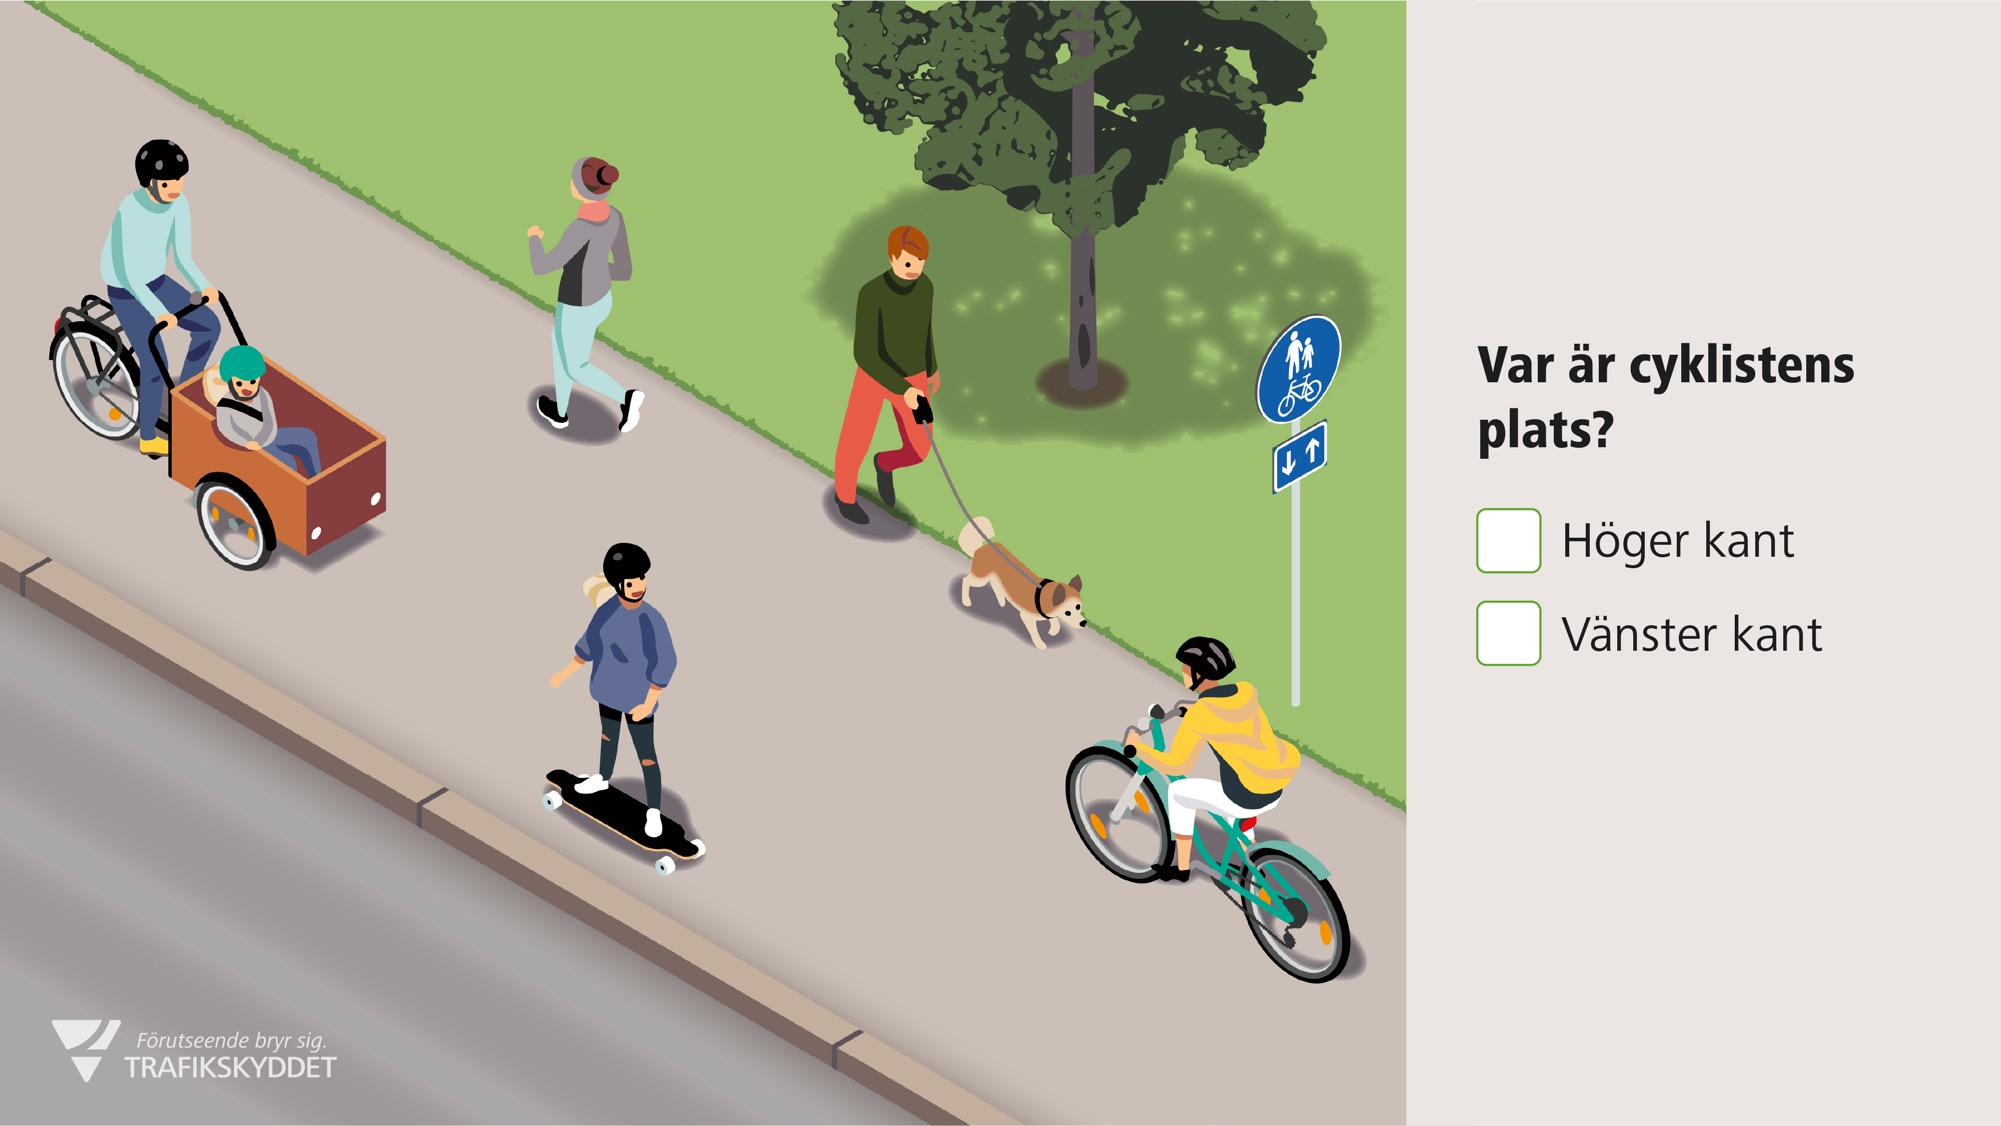 Var är cyklistens
plats?
Höger kant
Vänster kant
Förutseende bryr sig.
TRAFIKSKYDDET